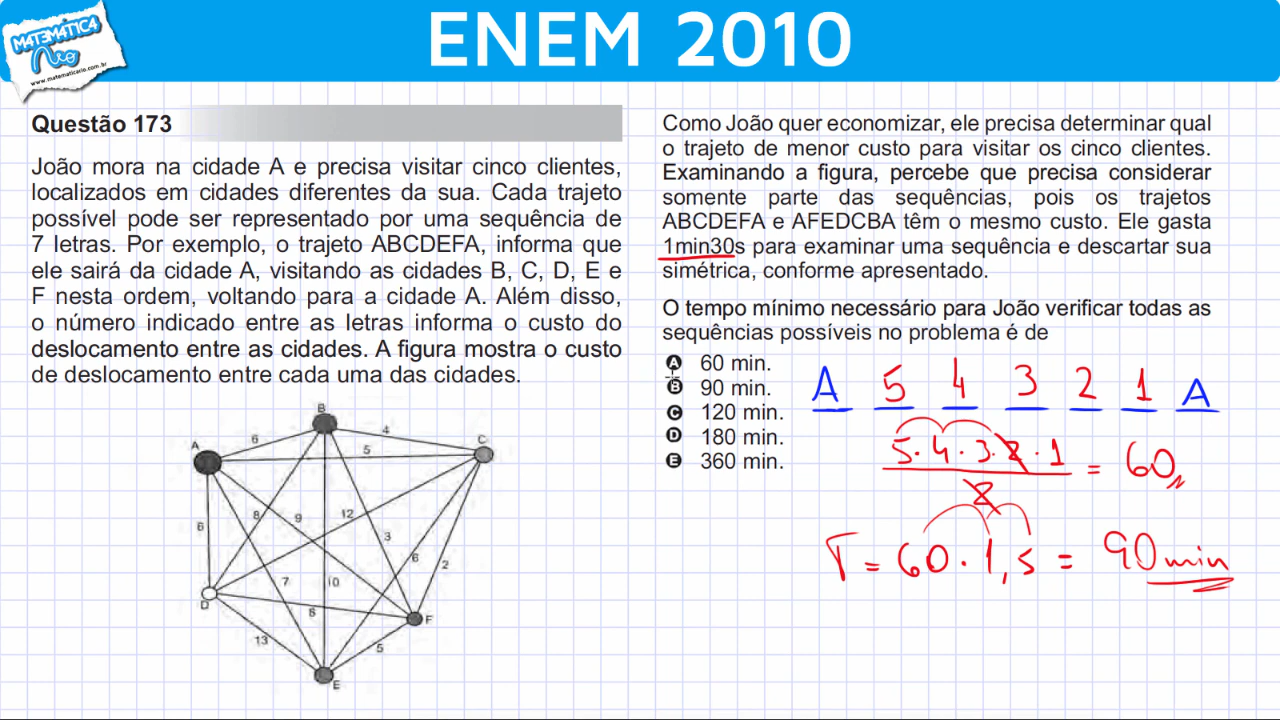 ENEM 2010
MATEMÁTICA
Rio
www.matematicario.com.br
Questão 173
João mora na cidade A e precisa visitar cinco clientes,
localizados em cidades diferentes da sua. Cada trajeto
possível pode ser representado por uma sequência de
7 letras. Por exemplo, o trajeto ABCDEFA, informa que
ele sairá da cidade A, visitando as cidades B, C, D, E e
F nesta ordem, voltando para a cidade A. Além disso,
o número indicado entre as letras informa o custo do
deslocamento entre as cidades. A figura mostra o custo
de deslocamento entre cada uma das cidades.
B
A
6
4
C
5
6
8
9
12
3
6
2
7
10
D
6
F
13
5
E
Como João quer economizar, ele precisa determinar qual
o trajeto de menor custo para visitar os cinco clientes.
Examinando a figura, percebe que precisa considerar
somente parte das sequências, pois os trajetos
ABCDEFA e AFEDCBA têm o mesmo custo. Ele gasta
1min30s para examinar uma sequência e descartar sua
simétrica, conforme apresentado.
O tempo mínimo necessário para João verificar todas as
sequências possíveis no problema é de
A 60 min.
B 90 min.
C 120 min.
D 180 min.
E 360 min.
A 5 4 3 2 1 A
5·4·3·2·1 = 60
2
T = 60·1,5 = 90 min